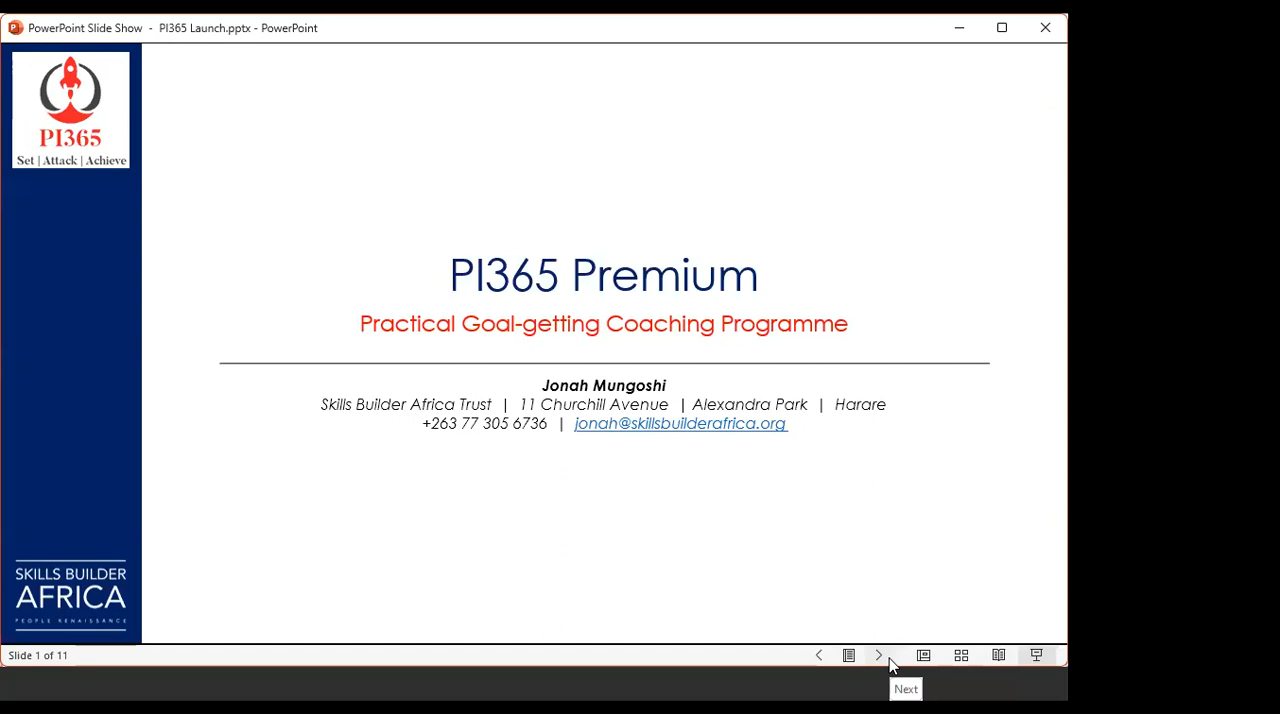 PowerPoint Slide Show - PI365 Launch.pptx - PowerPoint
PI365
Set | Attack | Achieve
PI365 Premium
Practical Goal-getting Coaching Programme
Jonah Mungoshi
Skills Builder Africa Trust | 11 Churchill Avenue | Alexandra Park | Harare
+263 77 305 6736 | jonah@skillsbuilderafrica.org
SKILLS BUILDER
AFRICA
PEOPLE RENAISSANCE
Slide 1 of 11
Next